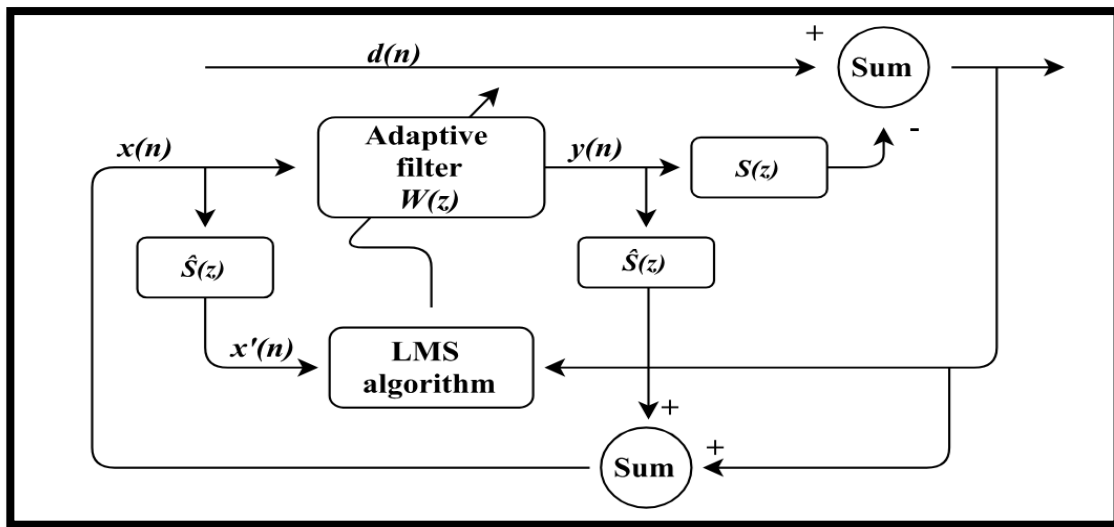 +
d(n)
Sum
-
x(n)
Adaptive
filter
W(z)
y(n)
S(z)
Ŝ(z)
Ŝ(z)
x'(n)
LMS
algorithm
+
+
Sum